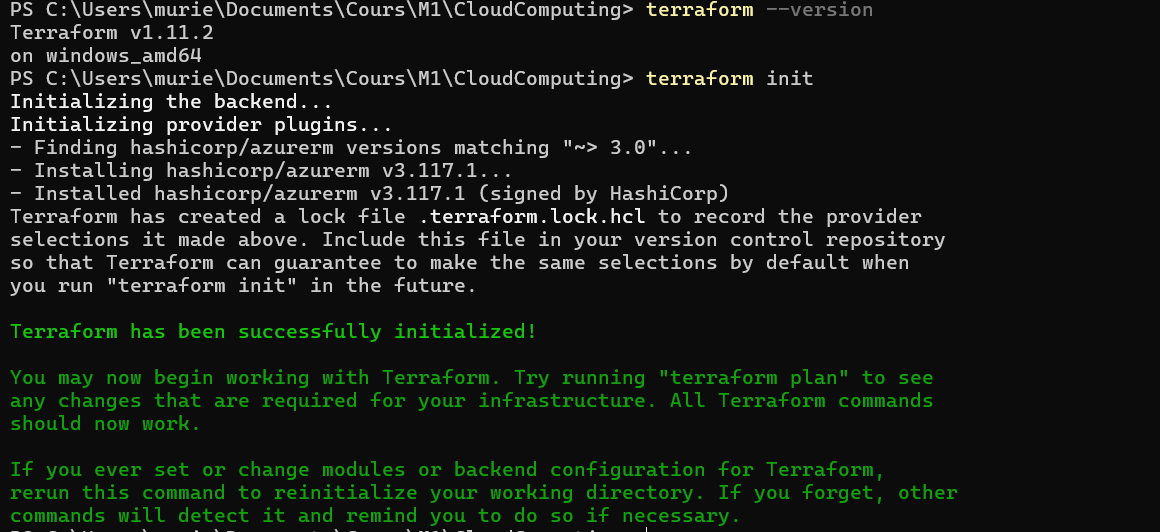 PS C:\Users\murie\Documents\Cours\M1\CloudComputing> terraform --version
Terraform v1.11.2
on windows_amd64
PS C:\Users\murie\Documents\Cours\M1\CloudComputing> terraform init
Initializing the backend...
Initializing provider plugins...
- Finding hashicorp/azurerm versions matching "~> 3.0"...
- Installing hashicorp/azurerm v3.117.1...
- Installed hashicorp/azurerm v3.117.1 (signed by HashiCorp)
Terraform has created a lock file .terraform.lock.hcl to record the provider
selections it made above. Include this file in your version control repository
so that Terraform can guarantee to make the same selections by default when
you run "terraform init" in the future.

Terraform has been successfully initialized!

You may now begin working with Terraform. Try running "terraform plan" to see
any changes that are required for your infrastructure. All Terraform commands
should now work.

If you ever set or change modules or backend configuration for Terraform,
rerun this command to reinitialize your working directory. If you forget, other
commands will detect it and remind you to do so if necessary.